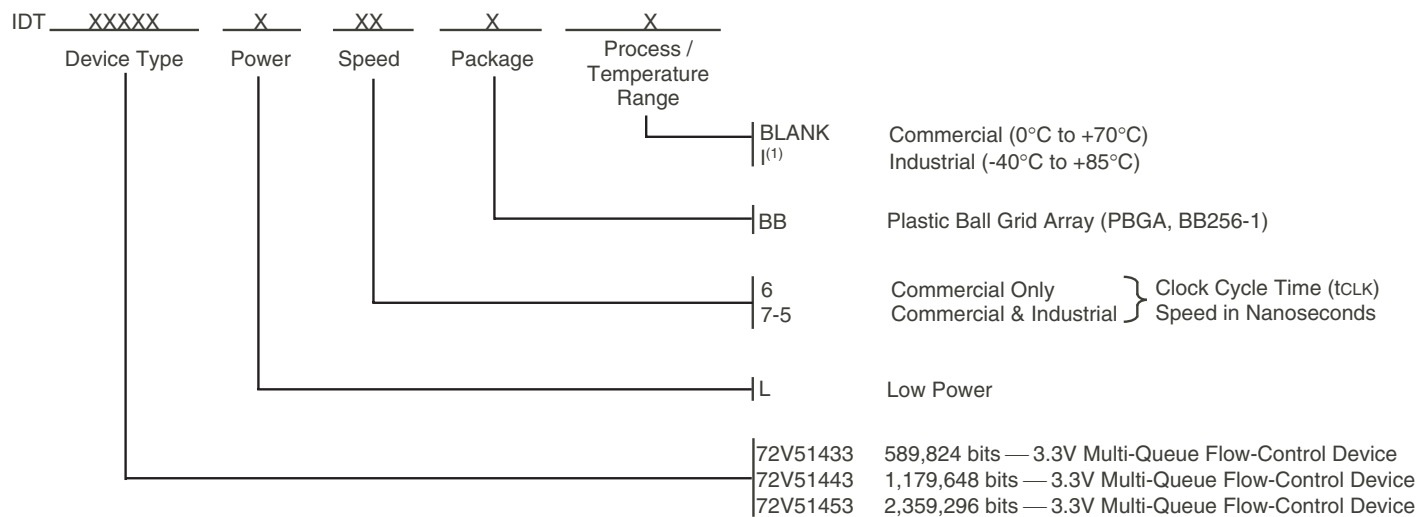 IDT XXXXX X XX X X
Device Type Power Speed Package Process / Temperature Range
BLANK Commercial (0°C to +70°C)
I(1) Industrial (-40°C to +85°C)
BB Plastic Ball Grid Array (PBGA, BB256-1)
6 Commercial Only
7-5 Commercial & Industrial
Clock Cycle Time (tCLK)
Speed in Nanoseconds
L Low Power
72V51433 589,824 bits — 3.3V Multi-Queue Flow-Control Device
72V51443 1,179,648 bits — 3.3V Multi-Queue Flow-Control Device
72V51453 2,359,296 bits — 3.3V Multi-Queue Flow-Control Device